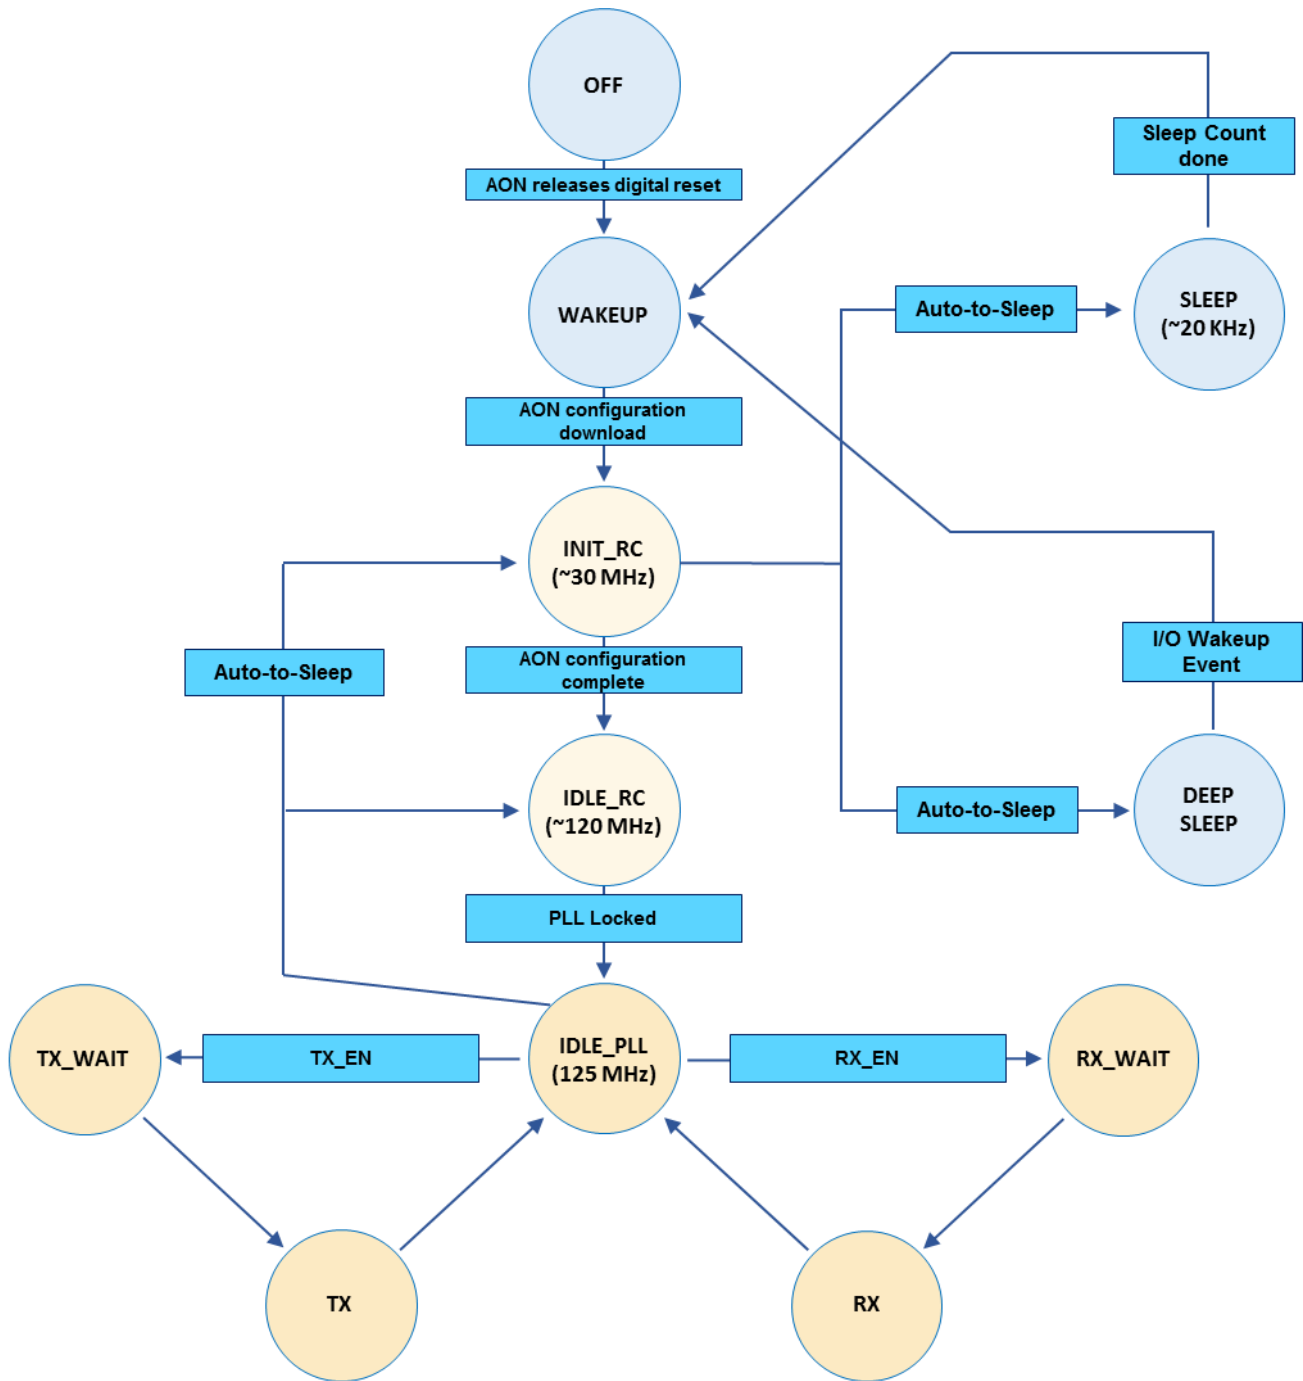 OFF
AON releases digital reset
Sleep Count
done
WAKEUP
Auto-to-Sleep
SLEEP
(~20 KHz)
AON configuration
download
INIT_RC
(~30 MHz)
I/O Wakeup
Event
Auto-to-Sleep
AON configuration
complete
IDLE_RC
(~120 MHz)
Auto-to-Sleep
DEEP
SLEEP
PLL Locked
TX_WAIT
TX_EN
IDLE_PLL
(125 MHz)
RX_EN
RX_WAIT
TX
RX